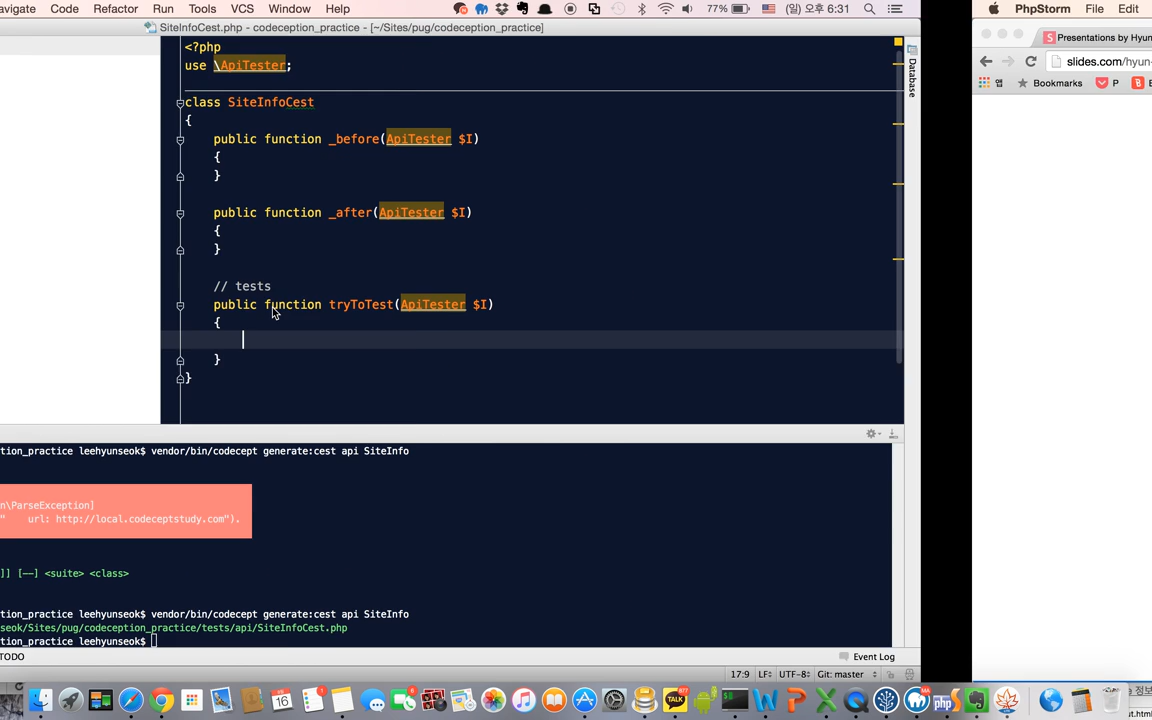 avigate Code Refactor Run Tools VCS Window Help 77% (일) 오후 6:31 PhpStorm File Edit
SiteInfoCest.php - codeception_practice - [~/Sites/pug/codeception_practice]
Presentations by Hyun
slides.com/hyun-
Bookmarks P
Database
<?php
use \ApiTester;
class SiteInfoCest
{
public function _before(ApiTester $I)
{
}
public function _after(ApiTester $I)
{
}
// tests
public function tryToTest(ApiTester $I)
{
}
}
tion_practice leehyunseok$ vendor/bin/codecept generate:cest api SiteInfo
n\ParseException]
" url: http://local.codeceptstudy.com").
]] [--] <suite> <class>
tion_practice leehyunseok$ vendor/bin/codecept generate:cest api SiteInfo
seok/Sites/pug/codeception_practice/tests/api/SiteInfoCest.php
tion_practice leehyunseok$
TODO Event Log
17:9 LF÷ UTF-8÷ Git: master